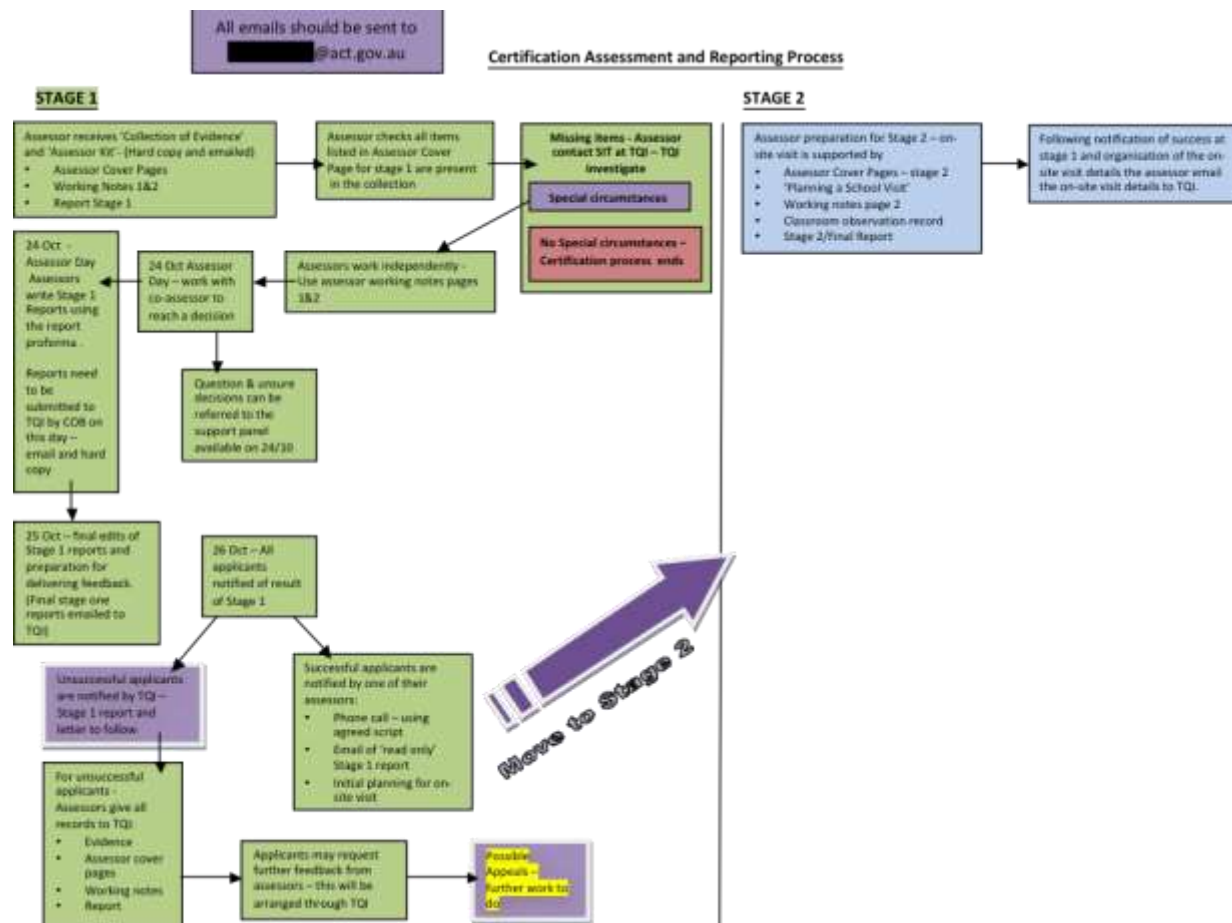 All emails should be sent to
@act.gov.au
Certification Assessment and Reporting Process
STAGE 1
STAGE 2
Assessor receives 'Collection of Evidence'
and 'Assessor Kit'- (Hard copy and emailed)
• Assessor Cover Pages
• Working Notes 1&2
• Report Stage 1
Assessor checks all items
listed in Assessor Cover
Page for stage 1 are present
in the collection
Missing items - Assessor
contact SIT at TQI – TQI
investigate
Special circumstances
No Special circumstances –
Certification process ends
Assessor preparation for Stage 2 – on-
site visit is supported by
• Assessor Cover Pages – stage 2
• 'Planning a School Visit'
• Working notes page 2
• Classroom observation record
• Stage 2/Final Report
Following notification of success at
stage 1 and organisation of the on-
site visit details the assessor email
the on-site visit details to TQI.
24 Oct –
Assessor Day
Assessors
write Stage 1
Reports using
the report
proforma .
Reports need
to be
submitted to
TQI by COB on
this day –
email and hard
copy
24 Oct Assessor
Day – work with
co-assessor to
reach a decision
Assessors work independently -
Use assessor working notes pages
1&2
Question & unsure
decisions can be
referred to the
support panel
available on 24/10
25 Oct – final edits of
Stage 1 reports and
preparation for
delivering feedback.
(Final stage one
reports emailed to
TQI)
26 Oct – All
applicants
notified of result
of Stage 1
Unsuccessful applicants
are notified by TQI –
Stage 1 report and
letter to follow
Successful applicants are
notified by one of their
assessors:
• Phone call – using
agreed script
• Email of 'read only'
Stage 1 report
• Initial planning for on-
site visit
Move to Stage 2
For unsuccessful
applicants -
Assessors give all
records to TQI:
• Evidence
• Assessor cover
pages
• Working notes
• Report
Applicants may request
further feedback from
assessors – this will be
arranged through TQI
Possible
Appeals –
further work to
do